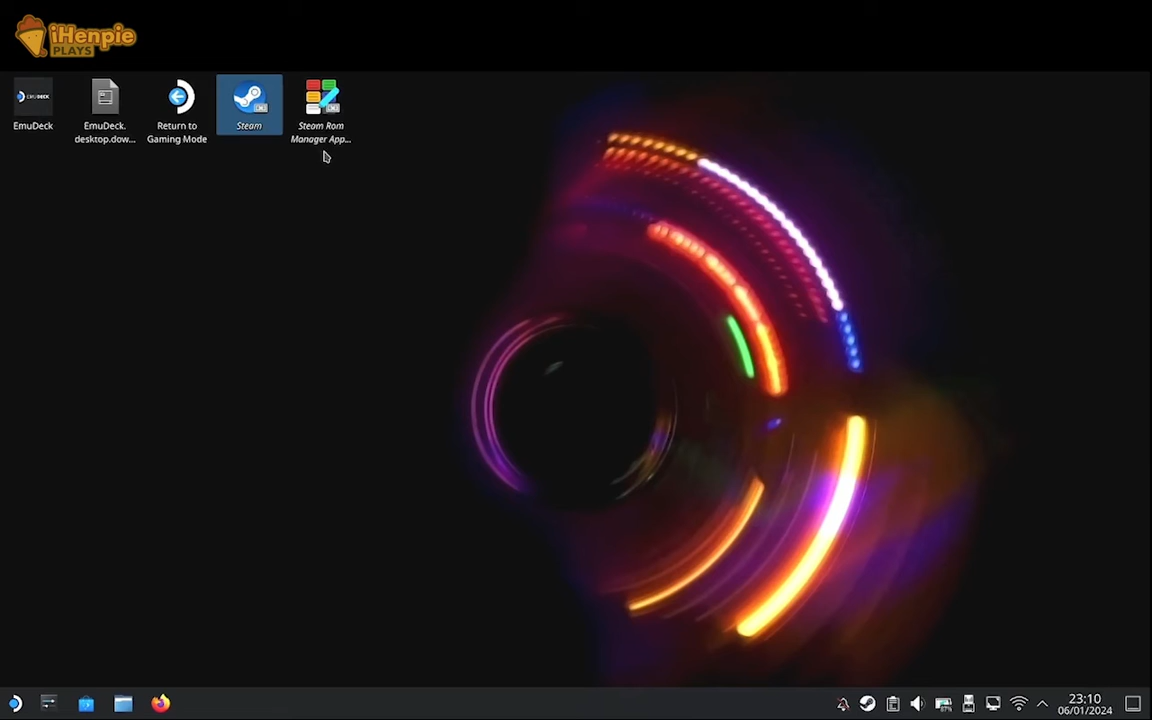 iHenpie
PLAYS
EmuDeck
EmuDeck.
desktop.dow...
Return to
Gaming Mode
Steam
Steam Rom
Manager App...
EMUDECK
23:10
06/01/2024